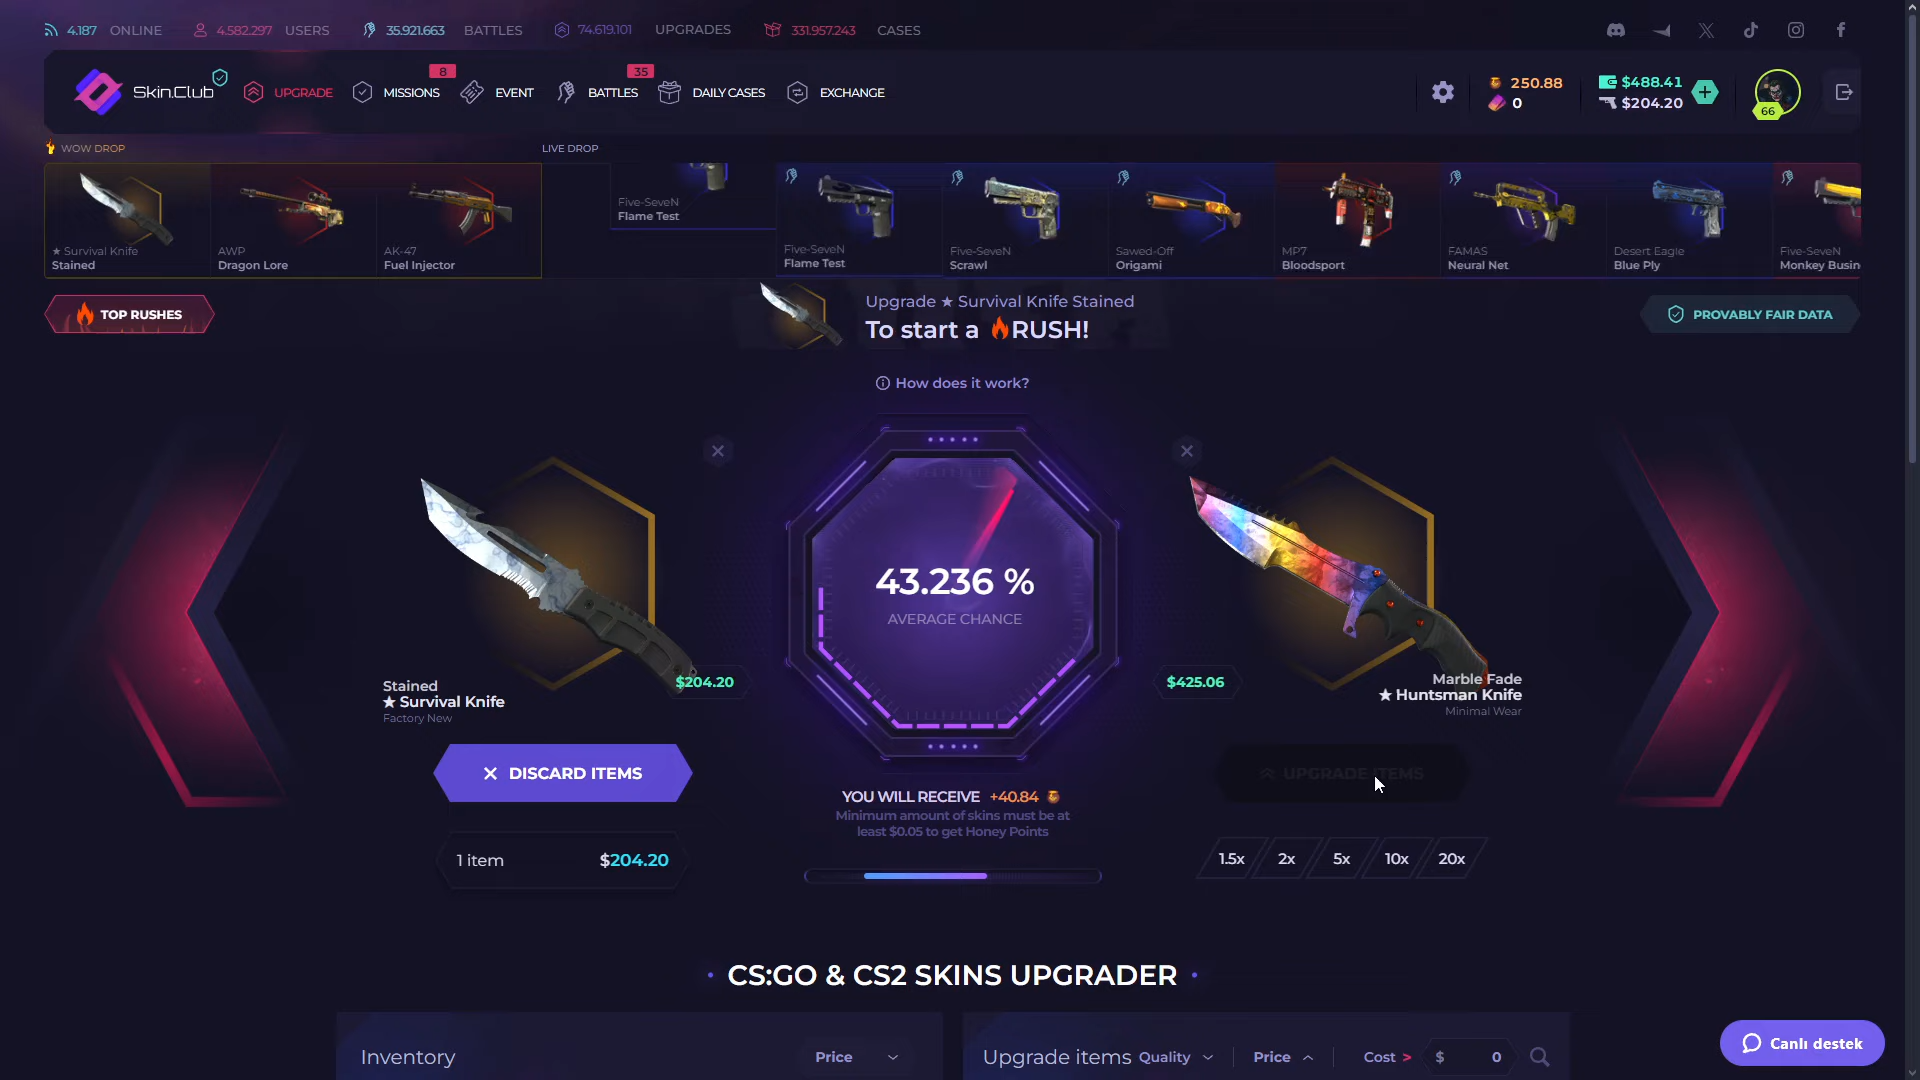 4.187 ONLINE 4.582.297 USERS 35.921.663 BATTLES 74.619.101 UPGRADES 331.957.243 CASES
Skin.Club UPGRADE MISSIONS 8 EVENT BATTLES 35 DAILY CASES EXCHANGE
250.88 $488.41
0 $204.20
66
WOW DROP LIVE DROP
★ Survival Knife
Stained
AWP
Dragon Lore
AK-47
Fuel Injector
Five-SeveN
Flame Test
Five-SeveN
Flame Test
Five-SeveN
Scrawl
Sawed-Off
Origami
MP7
Bloodsport
FAMAS
Neural Net
Desert Eagle
Blue Ply
Five-SeveN
Monkey Busin
TOP RUSHES
Upgrade ★ Survival Knife Stained
To start a RUSH!
PROVABLY FAIR DATA
How does it work?
43.236 %
AVERAGE CHANCE
$204.20
Stained
★ Survival Knife
Factory New
$425.06
Marble Fade
★ Huntsman Knife
Minimal Wear
DISCARD ITEMS
UPGRADE ITEMS
YOU WILL RECEIVE +40.84
Minimum amount of skins must be at
least $0.05 to get Honey Points
1 item $204.20
1.5x 2x 5x 10x 20x
CS:GO & CS2 SKINS UPGRADER
Inventory Price
Upgrade items Quality Price Cost > $ 0
Canlı destek